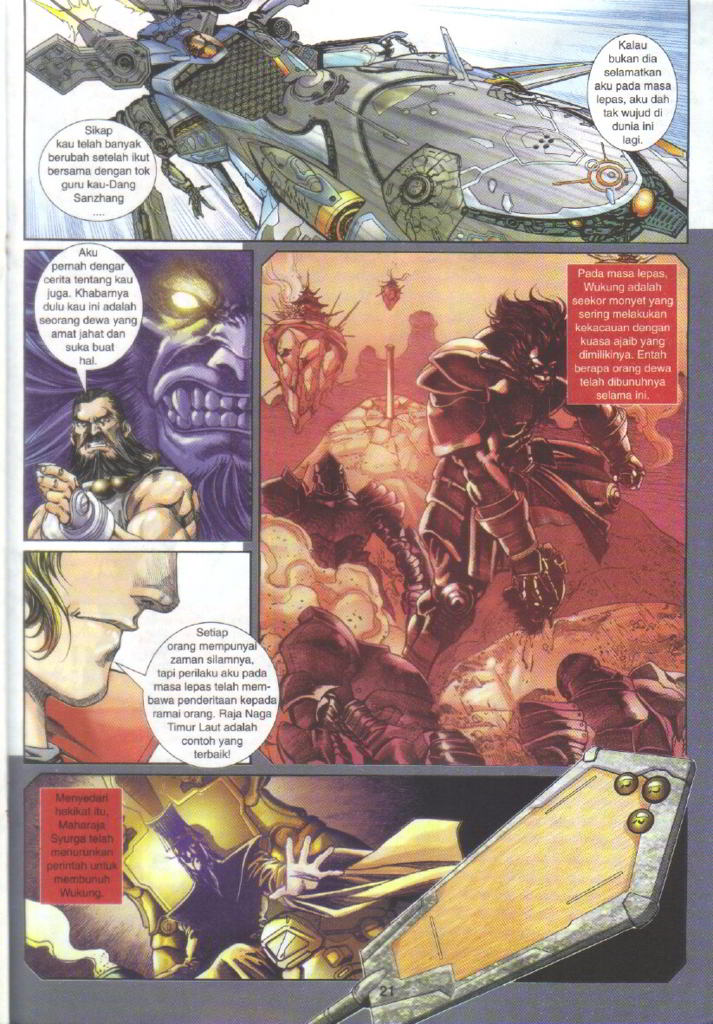 Sikap
kau telah banyak
berubah setelah ikut
bersama dengan tok
guru kau-Dang
Sanzhang
....
Kalau
bukan dia
selamatkan
aku pada masa
lepas, aku dah
tak wujud di
dunia ini
lagi.
Aku
pernah dengar
cerita tentang kau
juga. Khabarnya
dulu kau ini adalah
seorang dewa yang
amat jahat dan
suka buat
hal.
Pada masa lepas,
Wukung adalah
seekor monyet yang
sering melakukan
kekacauan dengan
kuasa ajaib yang
dimilikinya. Entah
berapa orang dewa
telah dibunuhnya
selama ini.
Setiap
orang mempunyai
zaman silamnya,
tapi perilaku aku pada
masa lepas telah mem-
bawa penderitaan kepada
ramai orang. Raja Naga
Timur Laut adalah
contoh yang
terbaik!
Menyedari
hakikat itu,
Maharaja
Syurga telah
menurunkan
perintah untuk
membunuh
Wukung.
21